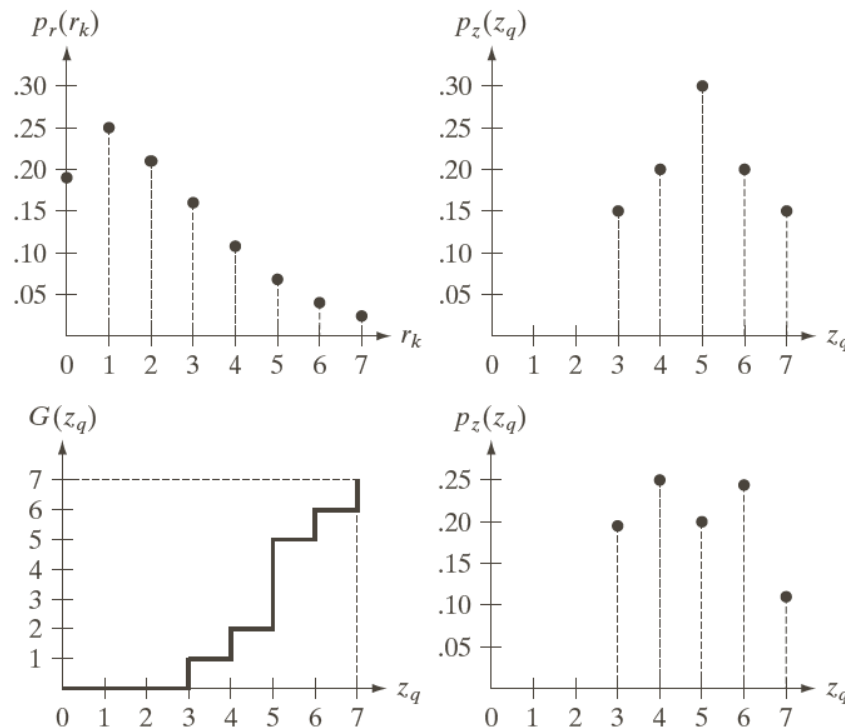 p_r(r_k)
.30
.25
.20
.15
.10
.05
0 1 2 3 4 5 6 7
r_k
p_z(z_q)
.30
.25
.20
.15
.10
.05
0 1 2 3 4 5 6 7
z_q
G(z_q)
7
6
5
4
3
2
1
0 1 2 3 4 5 6 7
z_q
p_z(z_q)
.25
.20
.15
.10
.05
0 1 2 3 4 5 6 7
z_q